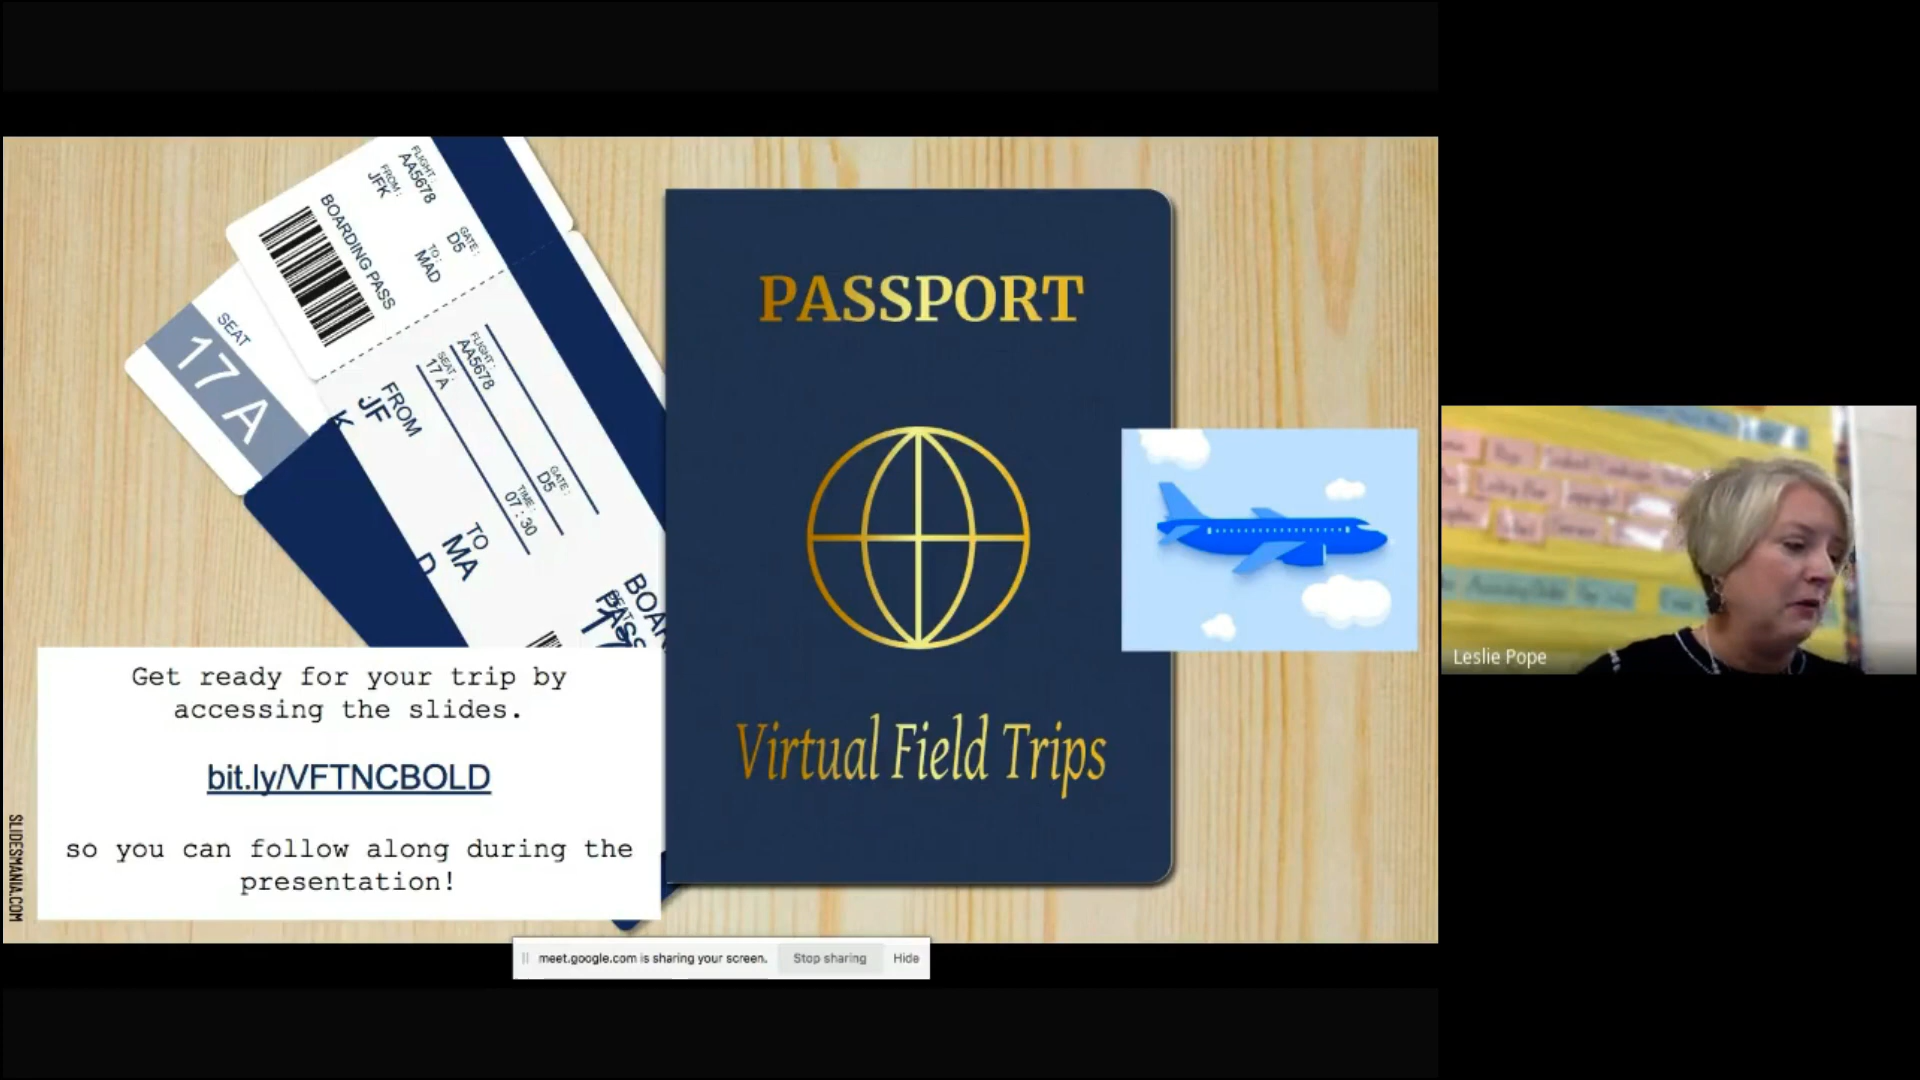 FLIGHT:
AA5678
FROM:
JFK
GATE:
D5
TO:
MAD
BOARDING PASS
SEAT
17 A
FLIGHT:
AA5678
SEAT:
17 A
FROM
JF
K
GATE:
D5
TIME:
07:30
TO
MA
D
PASSPORT
Virtual Field Trips
Get ready for your trip by
accessing the slides.
bit.ly/VFTNCBOLD
so you can follow along during the
presentation!
SLIDESMANIA.COM
meet.google.com is sharing your screen. Stop sharing Hide
Leslie Pope